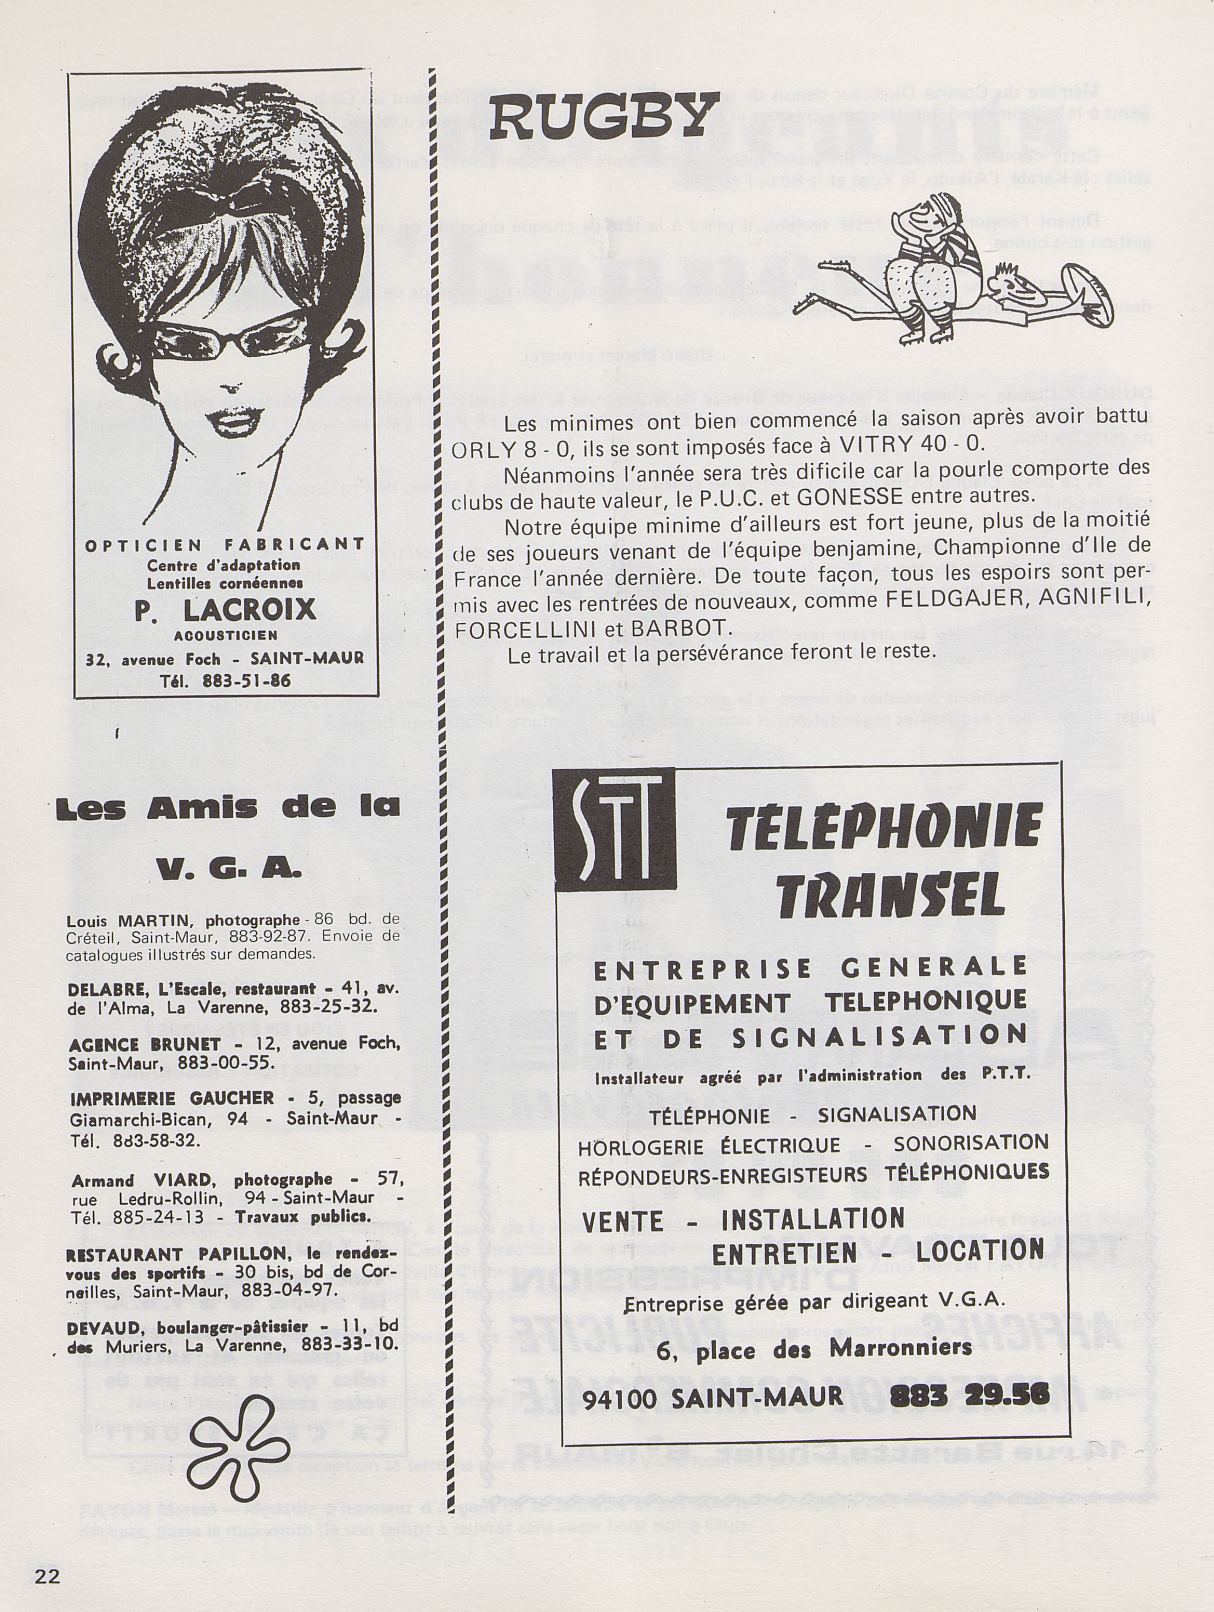 OPTICIEN FABRICANT
Centre d'adaptation
Lentilles cornéennes
P. LACROIX
ACOUSTICIEN
32, avenue Foch - SAINT-MAUR
Tél. 883-51-86
Les Amis de la
V. G. A.
Louis MARTIN, photographe - 86 bd. de
Créteil, Saint-Maur, 883-92-87. Envoie de
catalogues illustrés sur demandes.
DELABRE, L'Escale, restaurant - 41, av.
de l'Alma, La Varenne, 883-25-32.
AGENCE BRUNET - 12, avenue Foch,
Saint-Maur, 883-00-55.
IMPRIMERIE GAUCHER - 5, passage
Giamarchi-Bican, 94 - Saint-Maur -
Tél. 883-58-32.
Armand VIARD, photographe - 57,
rue Ledru-Rollin, 94 - Saint-Maur -
Tél. 885-24-13 - Travaux publics.
RESTAURANT PAPILLON, le rendez-
vous des sportifs - 30 bis, bd de Cor-
neilles, Saint-Maur, 883-04-97.
DEVAUD, boulanger-pâtissier - 11, bd
des Muriers, La Varenne, 883-33-10.
22
RUGBY
Les minimes ont bien commencé la saison après avoir battu
ORLY 8 - 0, ils se sont imposés face à VITRY 40 - 0.
Néanmoins l'année sera très dificile car la pourle comporte des
clubs de haute valeur, le P.U.C. et GONESSE entre autres.
Notre équipe minime d'ailleurs est fort jeune, plus de la moitié
de ses joueurs venant de l'équipe benjamine, Championne d'Ile de
France l'année dernière. De toute façon, tous les espoirs sont per-
mis avec les rentrées de nouveaux, comme FELDGAJER, AGNIFILI,
FORCELLINI et BARBOT.
Le travail et la persévérance feront le reste.
STT
TÉLÉPHONIE
TRANSEL
ENTREPRISE GENERALE
D'EQUIPEMENT TELEPHONIQUE
ET DE SIGNALISATION
Installateur agréé par l'administration des P.T.T.
TÉLÉPHONIE - SIGNALISATION
HORLOGERIE ÉLECTRIQUE - SONORISATION
RÉPONDEURS-ENREGISTEURS TÉLÉPHONIQUES
VENTE - INSTALLATION
ENTRETIEN - LOCATION
Entreprise gérée par dirigeant V.G.A.
6, place des Marronniers
94100 SAINT-MAUR 883 29.56